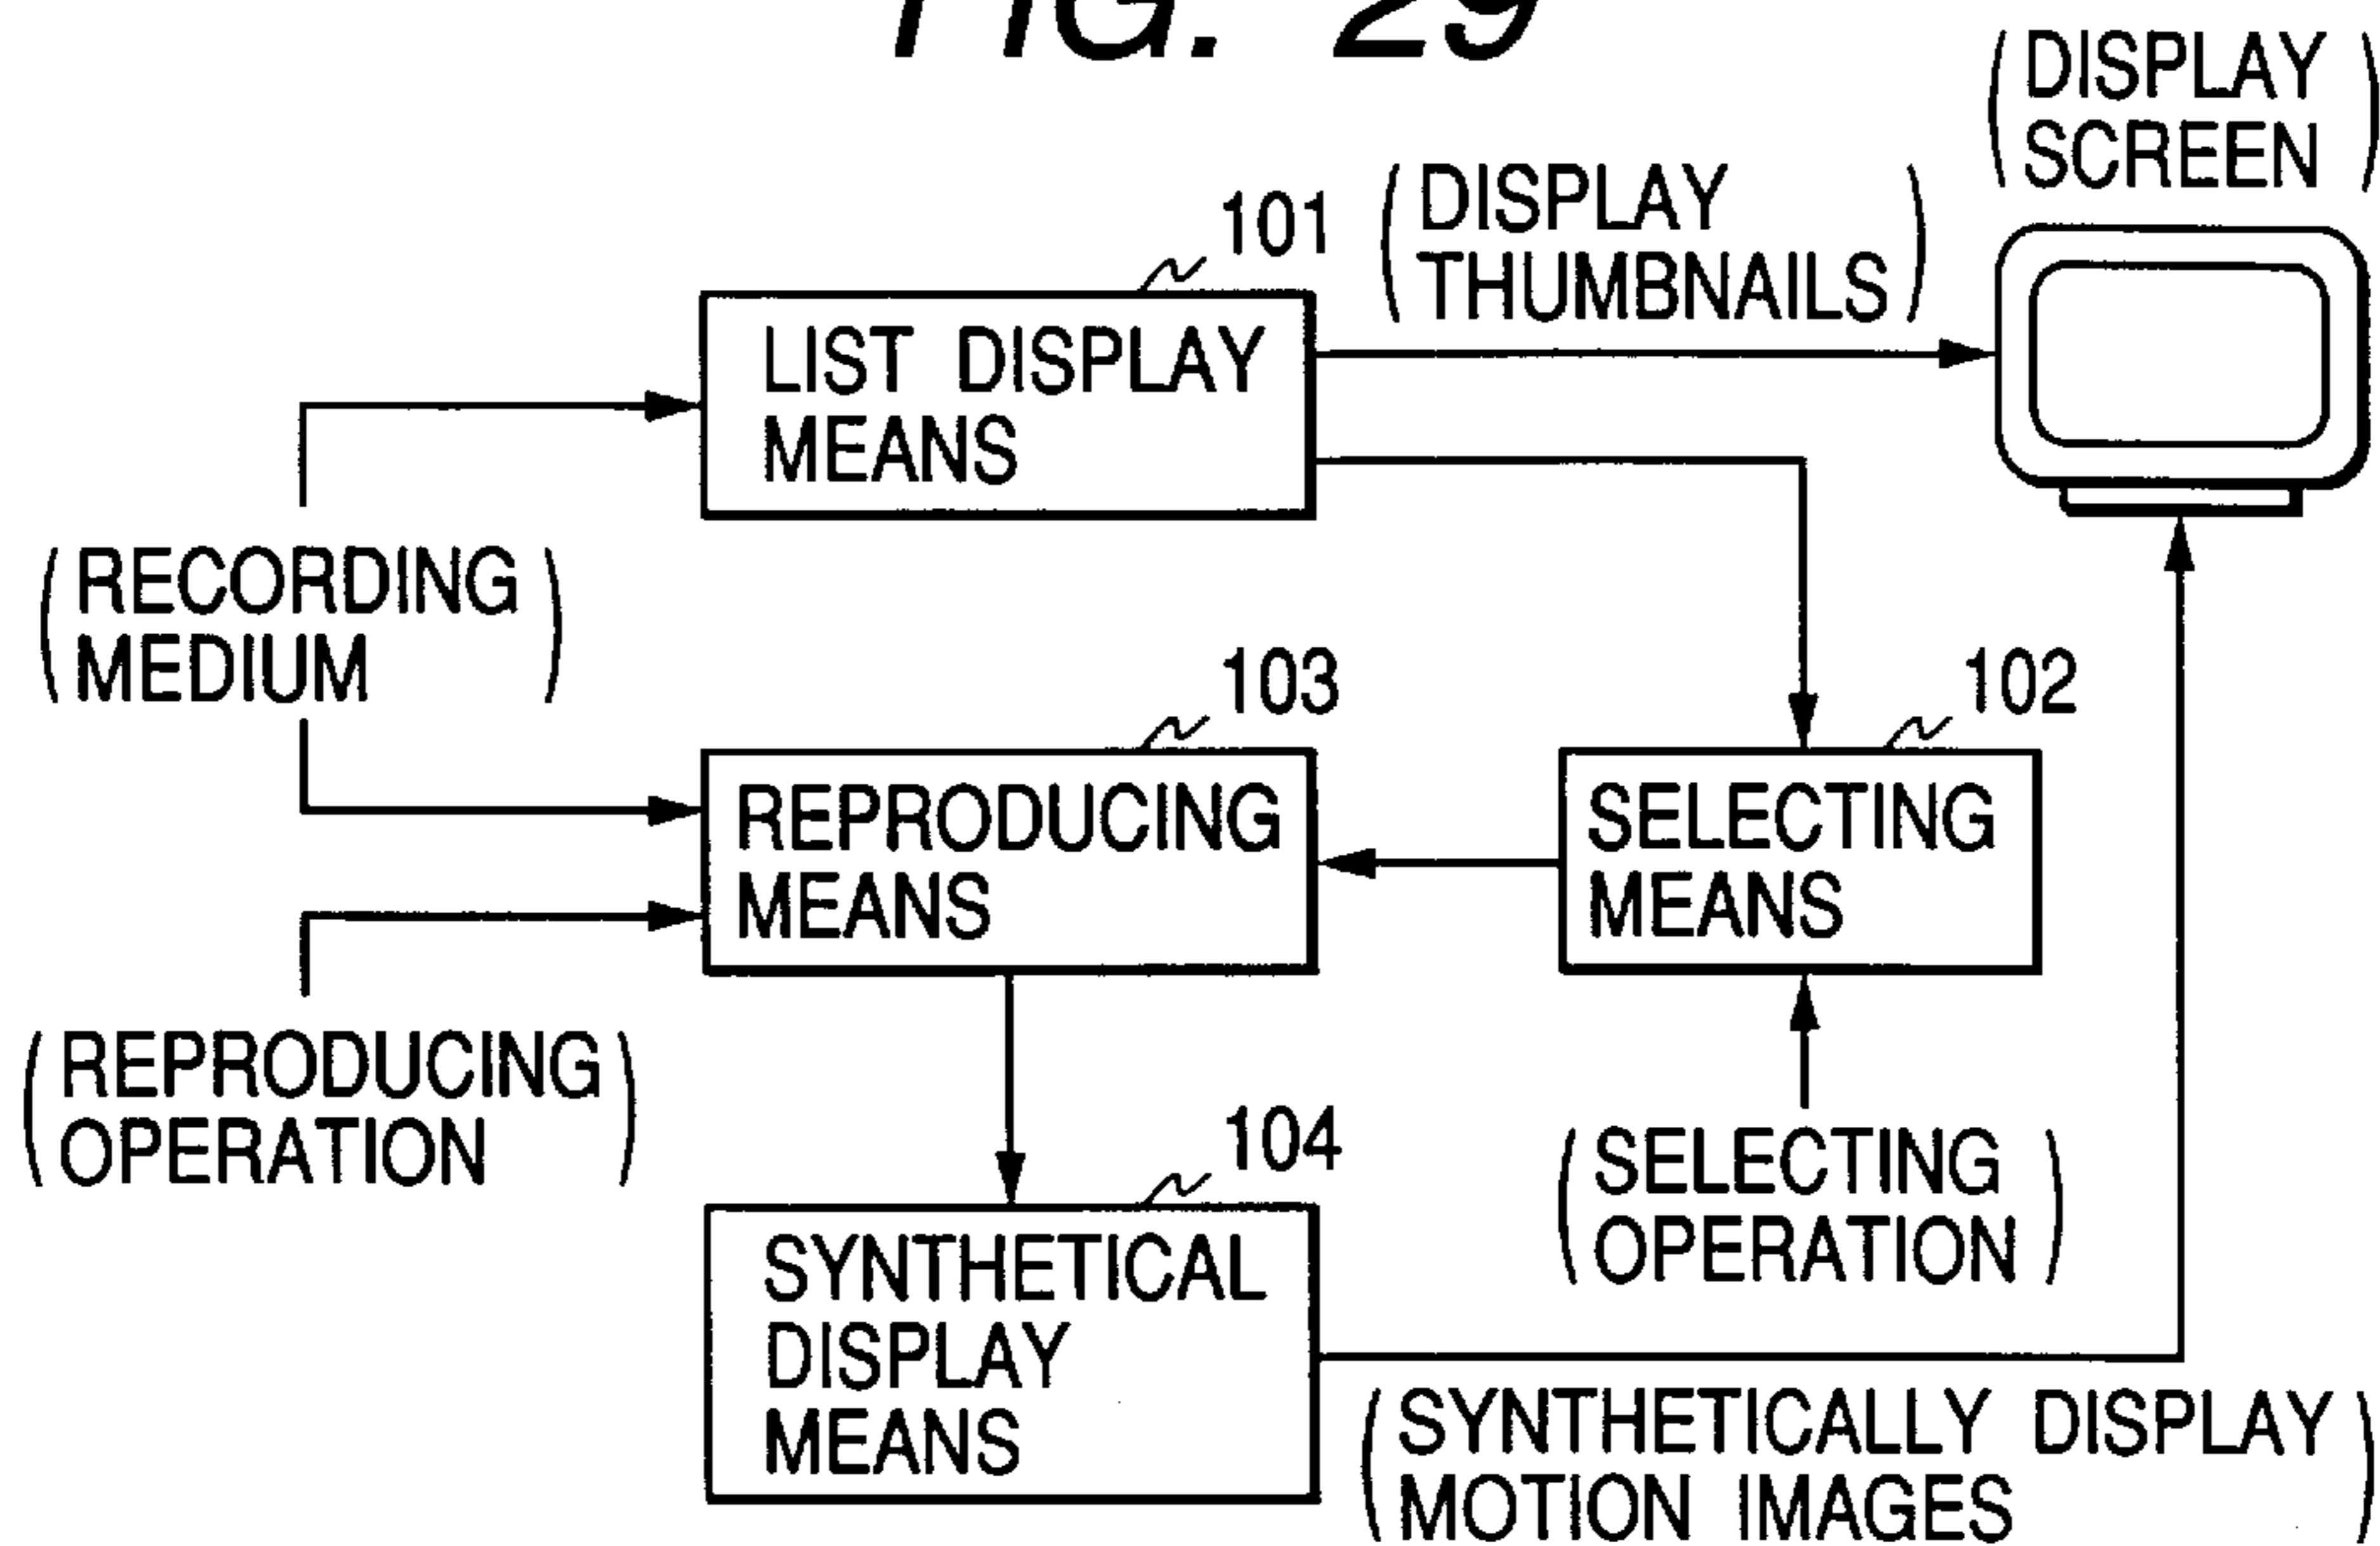 FIG. 29
(DISPLAY
SCREEN)
101
(DISPLAY
THUMBNAILS)
LIST DISPLAY
MEANS
(RECORDING
MEDIUM)
103
102
REPRODUCING
MEANS
SELECTING
MEANS
(REPRODUCING
OPERATION)
104
(SELECTING
OPERATION)
SYNTHETICAL
DISPLAY
MEANS
(SYNTHETICALLY DISPLAY
MOTION IMAGES)